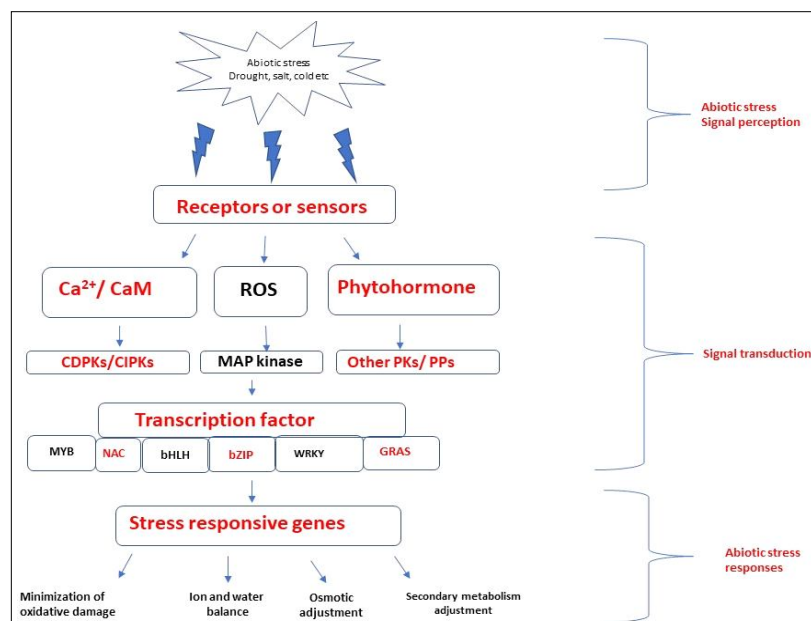 Abiotic stress
Drought, salt, cold etc
Abiotic stress
Signal perception
Receptors or sensors
Ca²⁺/ CaM
ROS
Phytohormone
CDPKs/CIPKs
MAP kinase
Other PKs/ PPs
Signal transduction
Transcription factor
MYB
NAC
bHLH
bZIP
WRKY
GRAS
Stress responsive genes
Abiotic stress
responses
Minimization of
oxidative damage
Ion and water
balance
Osmotic
adjustment
Secondary metabolism
adjustment